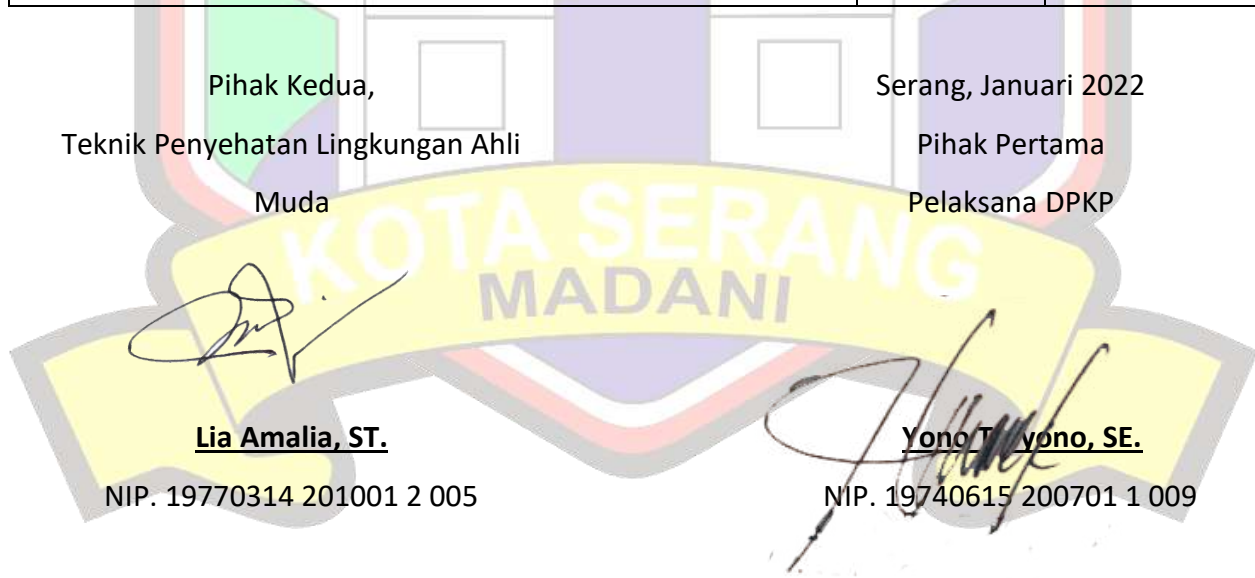 Pihak Kedua,
Teknik Penyehatan Lingkungan Ahli
Muda
Lia Amalia, ST.
NIP. 19770314 201001 2 005
Serang, Januari 2022
Pihak Pertama
Pelaksana DPKP
Yono
SE.
NIP. 19740615 200701 1 009
KOTA SERANG
MADANI